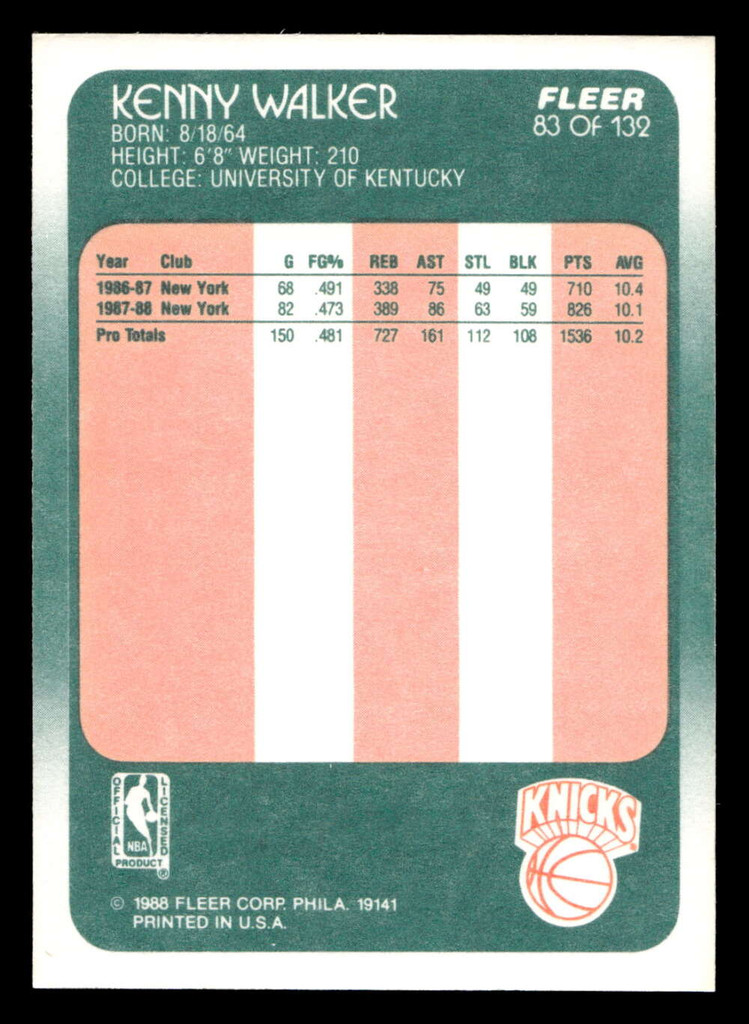 KENNY WALKER
BORN: 8/18/64
HEIGHT: 6'8" WEIGHT: 210
COLLEGE: UNIVERSITY OF KENTUCKY
FLEER
83 OF 132
Year Club G FG% REB AST STL BLK PTS AVG
1986-87 New York 68 .491 338 75 49 49 710 10.4
1987-88 New York 82 .473 389 86 63 59 826 10.1
Pro Totals 150 .481 727 161 112 108 1536 10.2
OFFICIAL
LICENSED
NBA
PRODUCT
®
KNICKS
© 1988 FLEER CORP. PHILA. 19141
PRINTED IN U.S.A.